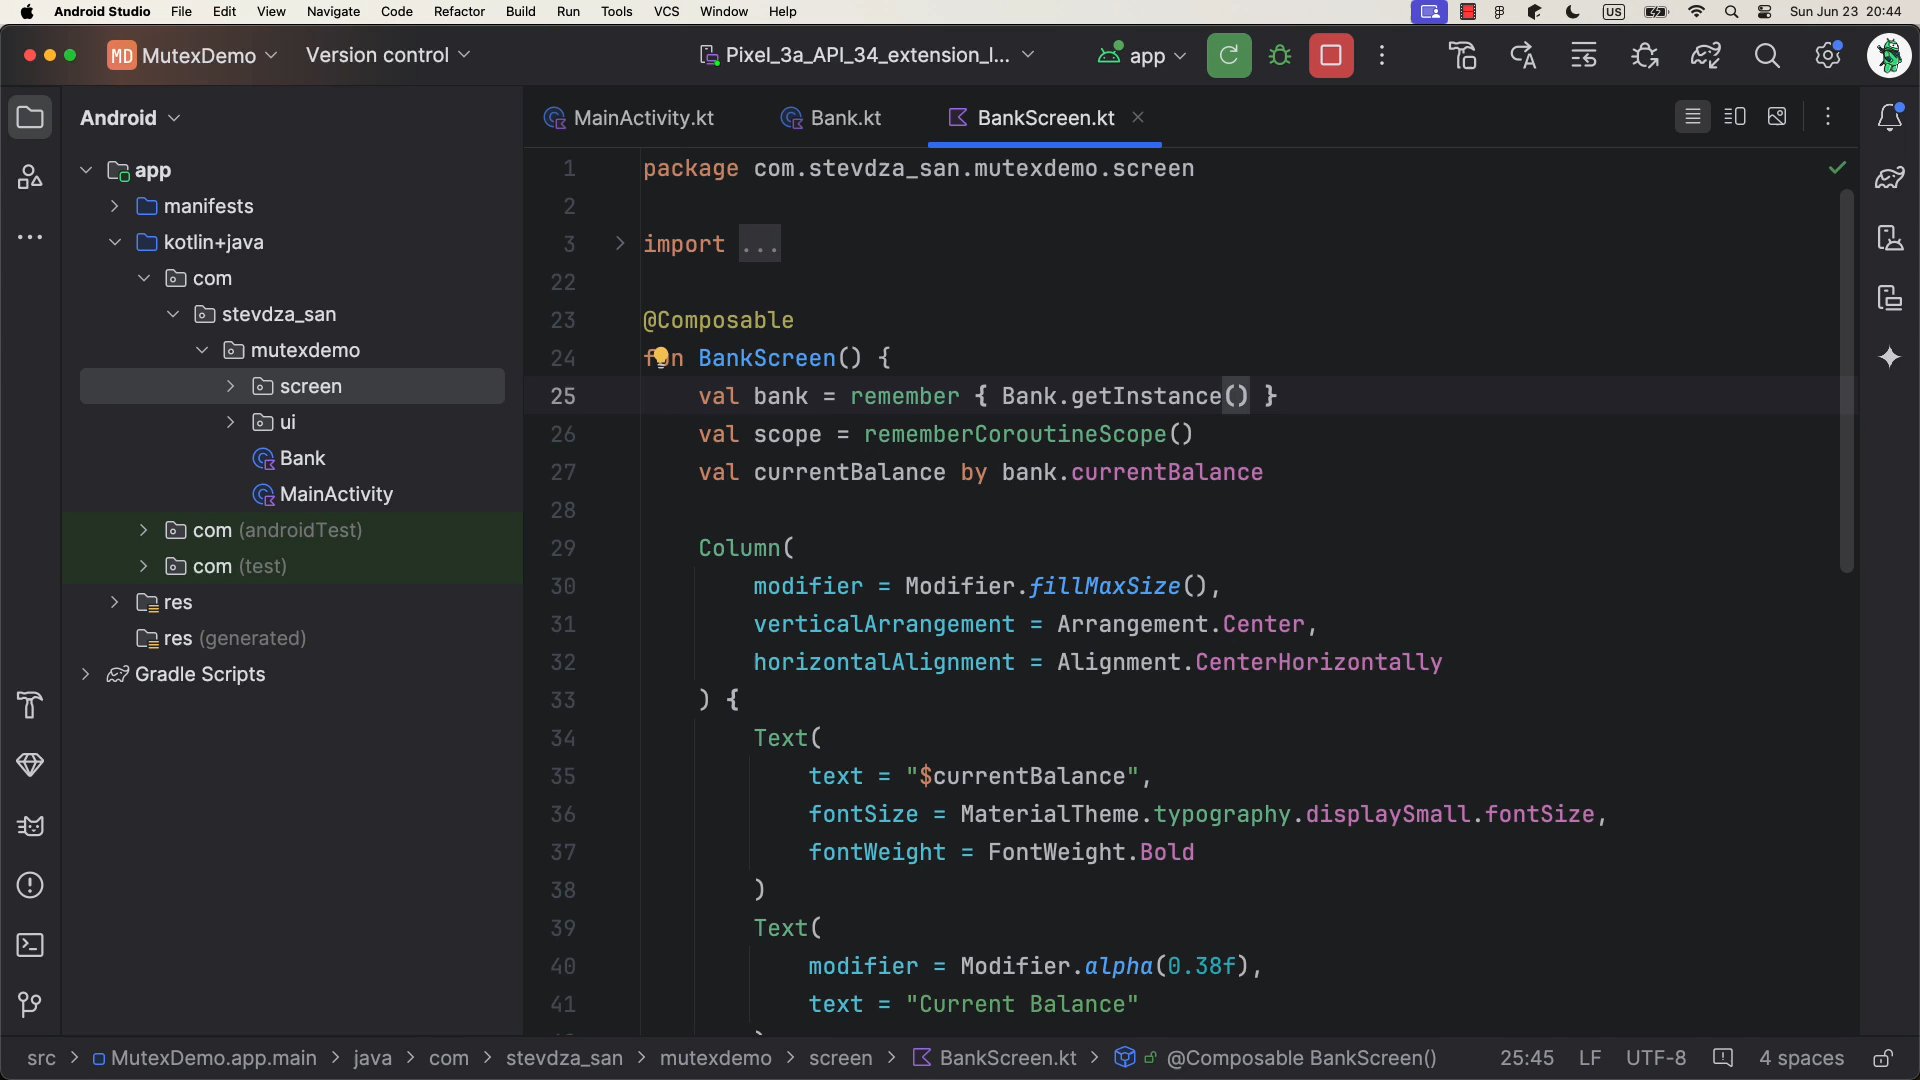 Android Studio File Edit View Navigate Code Refactor Build Run Tools VCS Window Help US Sun Jun 23 20:44
MD MutexDemo Version control Pixel_3a_API_34_extension_l... app
Android
MainActivity.kt Bank.kt BankScreen.kt
app
manifests
kotlin+java
com
stevdza_san
mutexdemo
screen
ui
Bank
MainActivity
com (androidTest)
com (test)
res
res (generated)
Gradle Scripts
1 package com.stevdza_san.mutexdemo.screen
2
3 import ...
22
23 @Composable
24 fun BankScreen() {
25 val bank = remember { Bank.getInstance() }
26 val scope = rememberCoroutineScope()
27 val currentBalance by bank.currentBalance
28
29 Column(
30 modifier = Modifier.fillMaxSize(),
31 verticalArrangement = Arrangement.Center,
32 horizontalAlignment = Alignment.CenterHorizontally
33 ) {
34 Text(
35 text = "$currentBalance",
36 fontSize = MaterialTheme.typography.displaySmall.fontSize,
37 fontWeight = FontWeight.Bold
38 )
39 Text(
40 modifier = Modifier.alpha(0.38f),
41 text = "Current Balance"
src MutexDemo.app.main java com stevdza_san mutexdemo screen BankScreen.kt @Composable BankScreen() 25:45 LF UTF-8 4 spaces